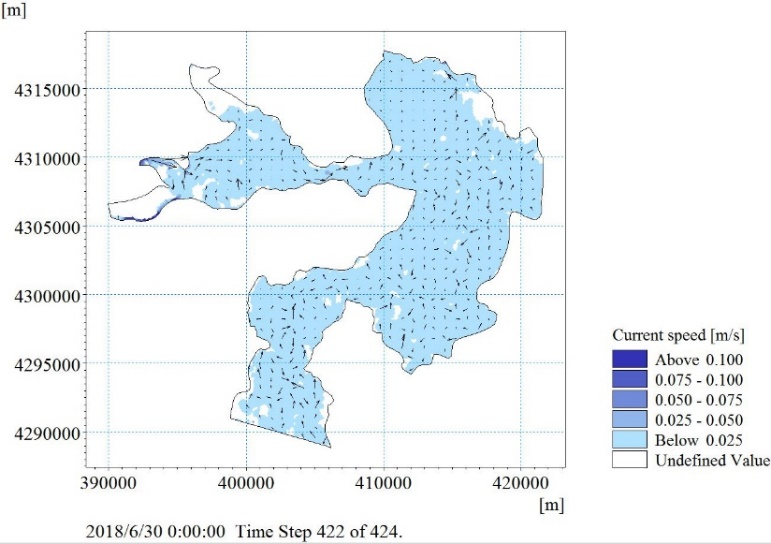 [m]
4315000
4310000
4305000
4300000
4295000
4290000
390000 400000 410000 420000
[m]
Current speed [m/s]
Above 0.100
0.075 - 0.100
0.050 - 0.075
0.025 - 0.050
Below 0.025
Undefined Value
2018/6/30 0:00:00 Time Step 422 of 424.